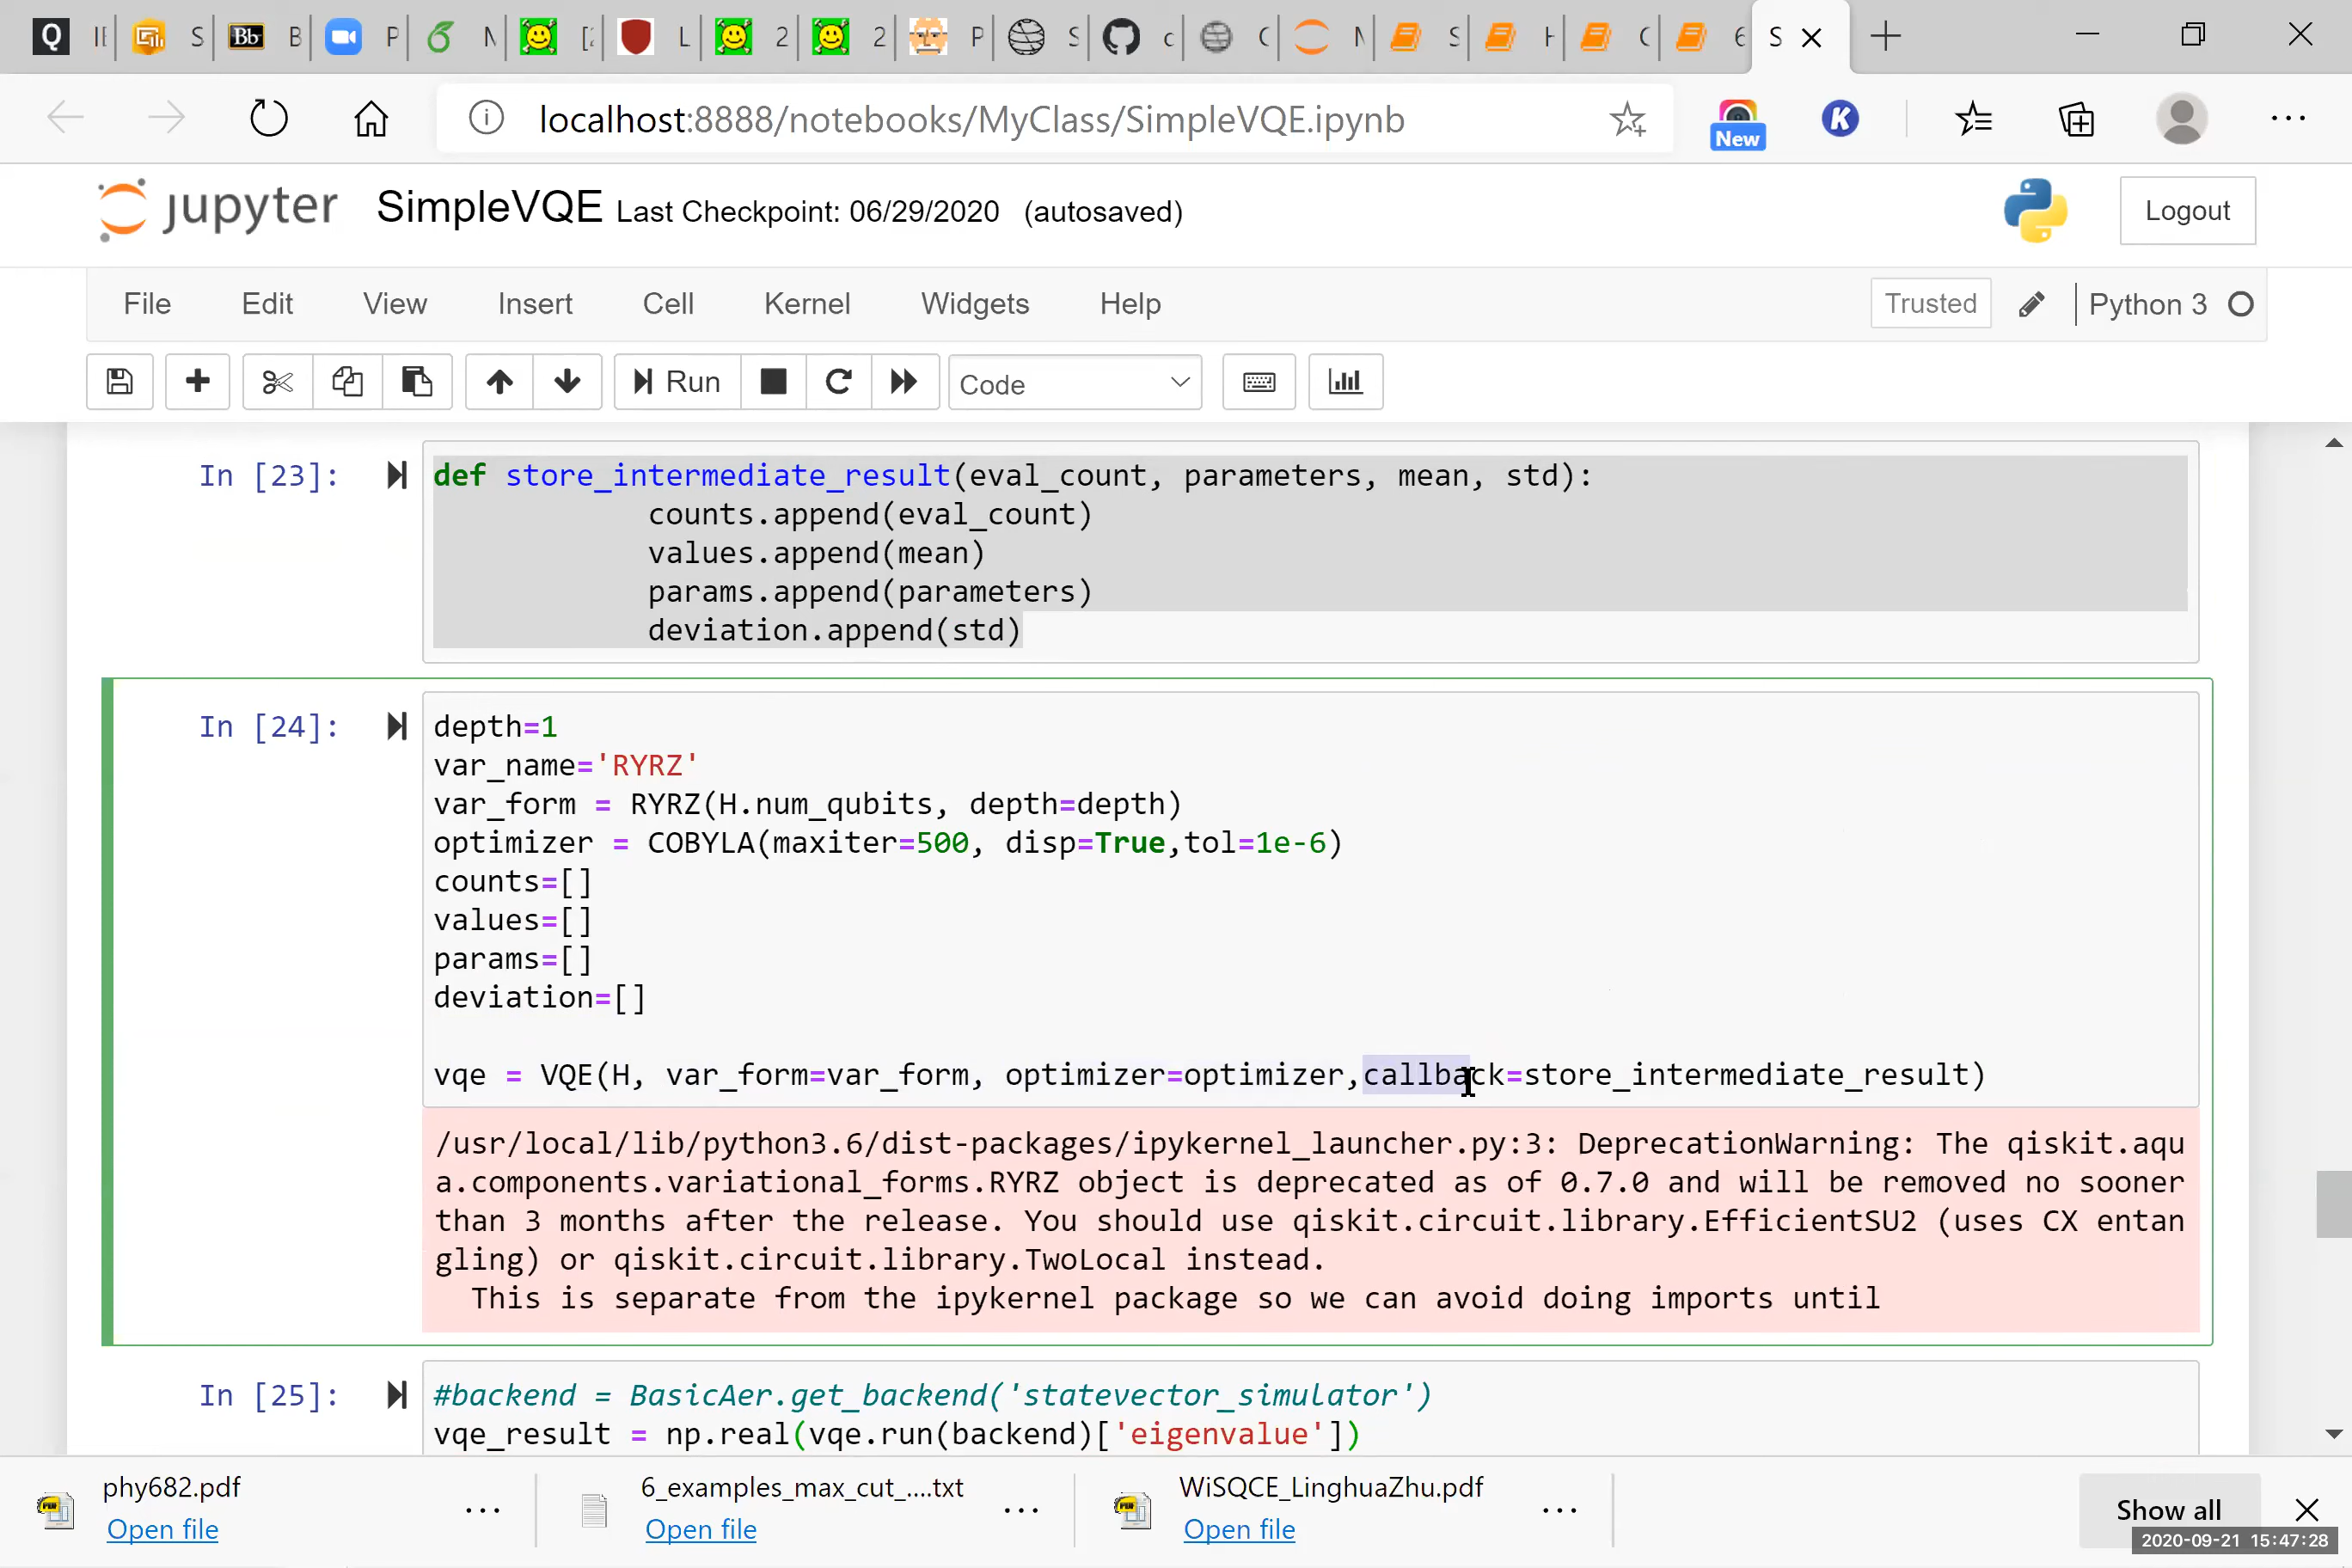 Q IE S Bb B P N [2 L 2 2 P S c C N S H C 6 S
localhost:8888/notebooks/MyClass/SimpleVQE.ipynb
New
K
jupyter SimpleVQE Last Checkpoint: 06/29/2020 (autosaved)
Logout
File Edit View Insert Cell Kernel Widgets Help
Trusted Python 3
Run Code
In [23]: def store_intermediate_result(eval_count, parameters, mean, std):
counts.append(eval_count)
values.append(mean)
params.append(parameters)
deviation.append(std)
In [24]: depth=1
var_name='RYRZ'
var_form = RYRZ(H.num_qubits, depth=depth)
optimizer = COBYLA(maxiter=500, disp=True,tol=1e-6)
counts=[]
values=[]
params=[]
deviation=[]
vqe = VQE(H, var_form=var_form, optimizer=optimizer,callback=store_intermediate_result)
/usr/local/lib/python3.6/dist-packages/ipykernel_launcher.py:3: DeprecationWarning: The qiskit.aqu
a.components.variational_forms.RYRZ object is deprecated as of 0.7.0 and will be removed no sooner
than 3 months after the release. You should use qiskit.circuit.library.EfficientSU2 (uses CX entan
gling) or qiskit.circuit.library.TwoLocal instead.
This is separate from the ipykernel package so we can avoid doing imports until
In [25]: #backend = BasicAer.get_backend('statevector_simulator')
vqe_result = np.real(vqe.run(backend)['eigenvalue'])
phy682.pdf
Open file
6_examples_max_cut_....txt
Open file
WiSQCE_LinghuaZhu.pdf
Open file
Show all
2020-09-21 15:47:28